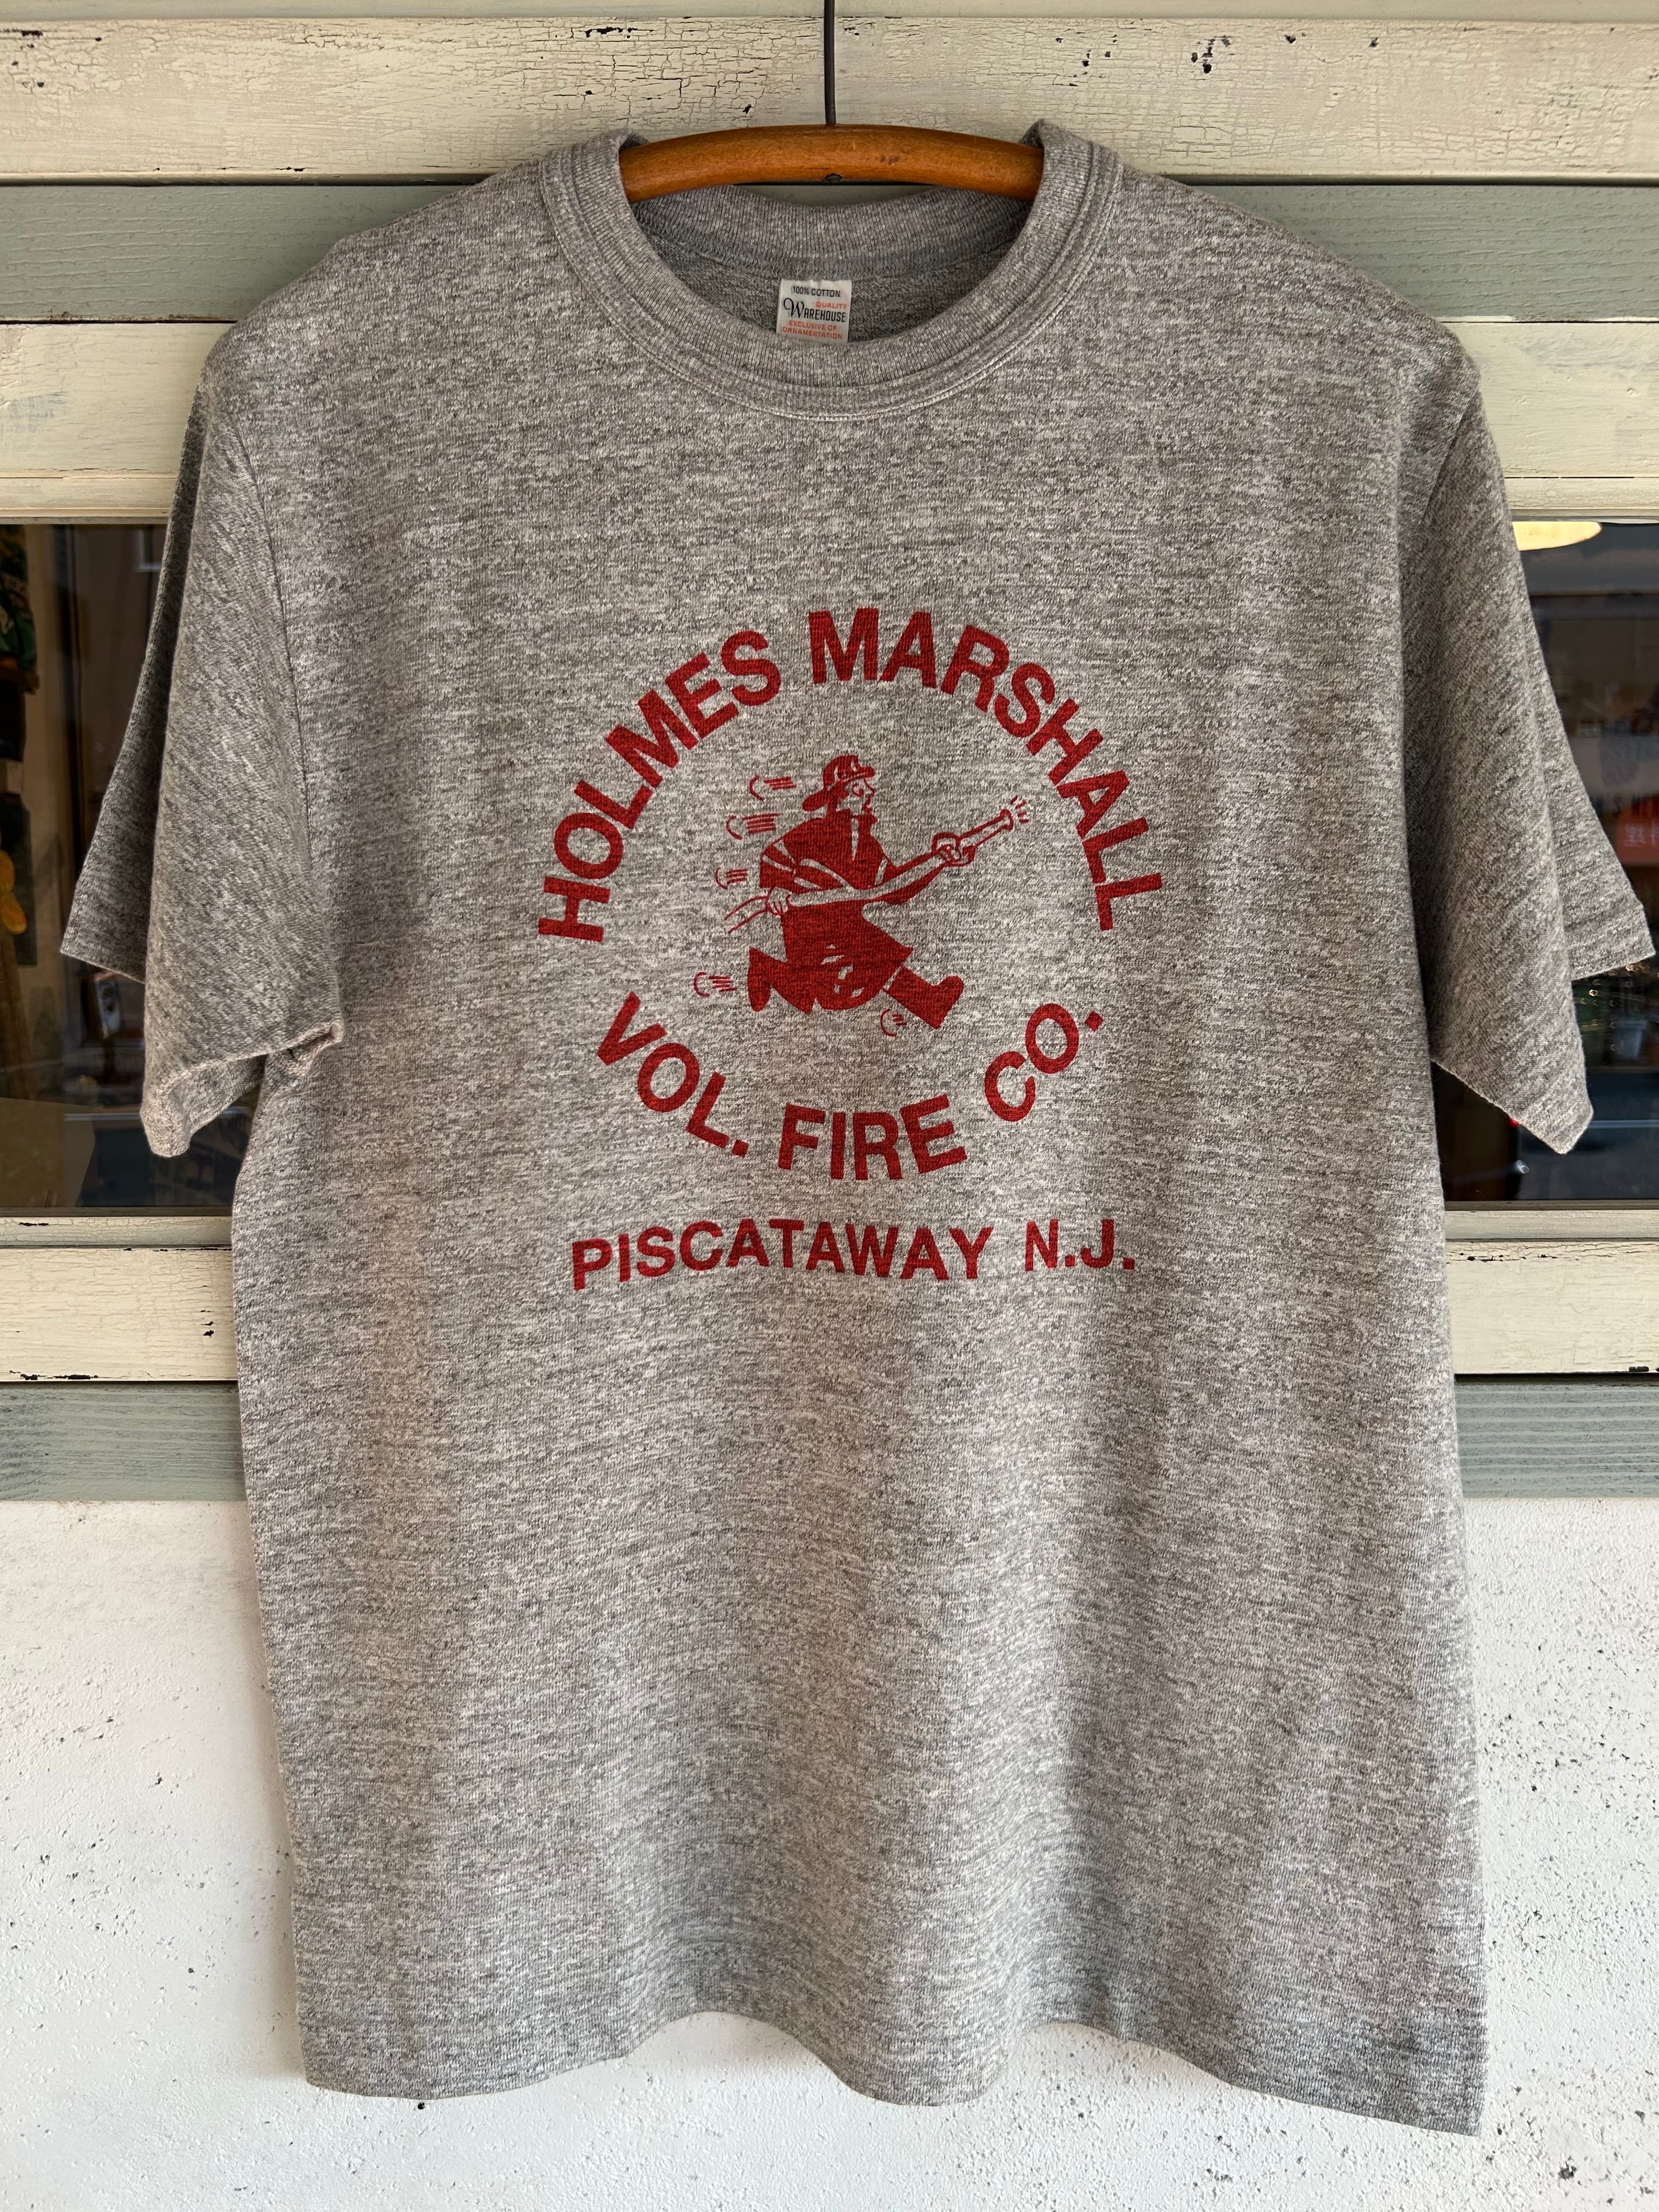 100% COTTON
QUALITY
WAREHOUSE
EXCLUSIVE OF
ORNAMENTATION
HOLMES MARSHALL
VOL. FIRE CO.
PISCATAWAY N.J.